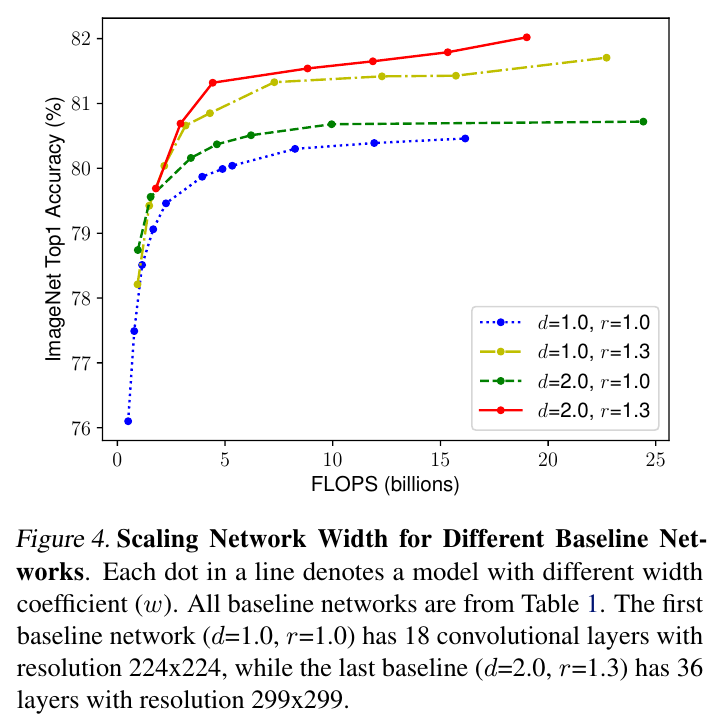 82
81
80
79
78
77
76
ImageNet Top1 Accuracy (%)
d=1.0, r=1.0
d=1.0, r=1.3
d=2.0, r=1.0
d=2.0, r=1.3
0 5 10 15 20 25
FLOPS (billions)
Figure 4. Scaling Network Width for Different Baseline Net-
works. Each dot in a line denotes a model with different width
coefficient (w). All baseline networks are from Table 1. The first
baseline network (d=1.0, r=1.0) has 18 convolutional layers with
resolution 224x224, while the last baseline (d=2.0, r=1.3) has 36
layers with resolution 299x299.